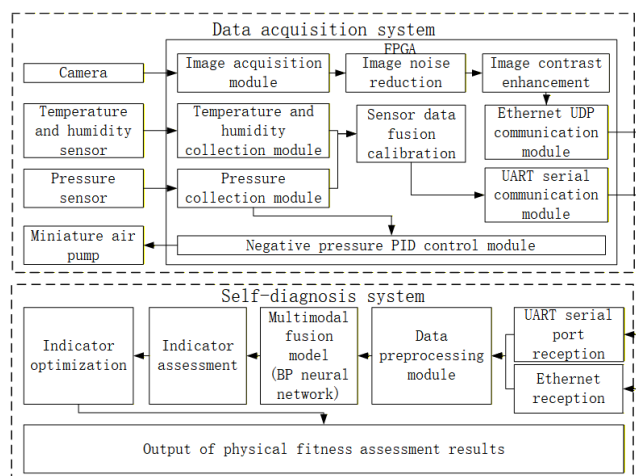 Data acquisition system
FPGA
Camera
Image acquisition
module
Image noise
reduction
Image contrast
enhancement
Temperature
and humidity
sensor
Temperature and
humidity
collection module
Sensor data
fusion
calibration
Ethernet UDP
communication
module
Pressure
sensor
Pressure
collection module
UART serial
communication
module
Miniature air
pump
Negative pressure PID control module
Self-diagnosis system
Indicator
optimization
Indicator
assessment
Multimodal
fusion
model
(BP neural
network)
Data
preprocessing
module
UART serial
port
reception
Ethernet
reception
Output of physical fitness assessment results